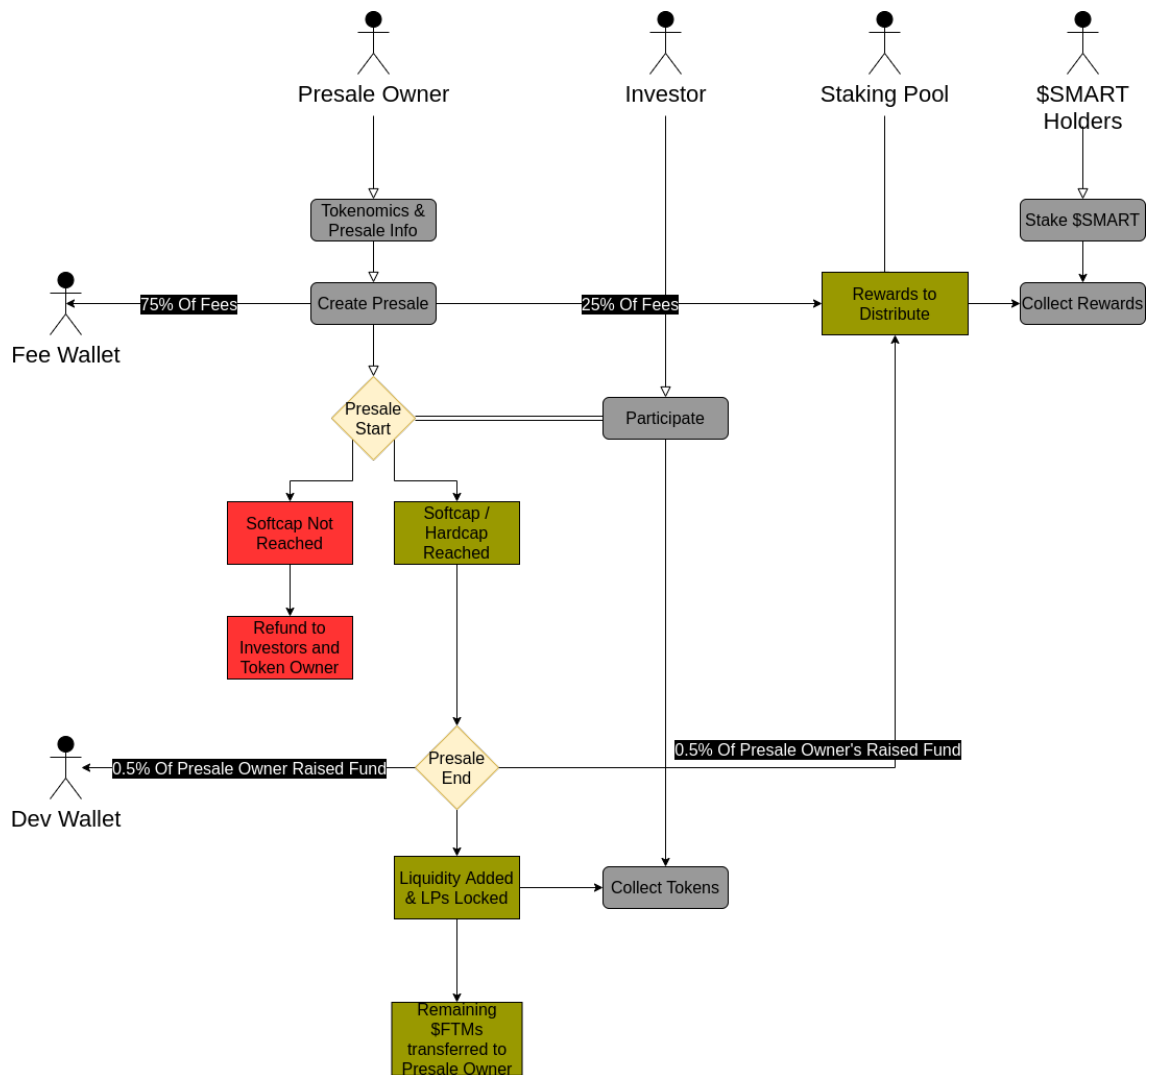 Presale Owner
Investor
Staking Pool
$SMART
Holders
Tokenomics &
Presale Info
Stake $SMART
Fee Wallet
75% Of Fees
Create Presale
25% Of Fees
Rewards to
Distribute
Collect Rewards
Presale
Start
Participate
Softcap Not
Reached
Softcap /
Hardcap
Reached
Refund to
Investors and
Token Owner
Dev Wallet
0.5% Of Presale Owner Raised Fund
Presale
End
0.5% Of Presale Owner's Raised Fund
Liquidity Added
& LPs Locked
Collect Tokens
Remaining
$FTMs
transferred to
Presale Owner